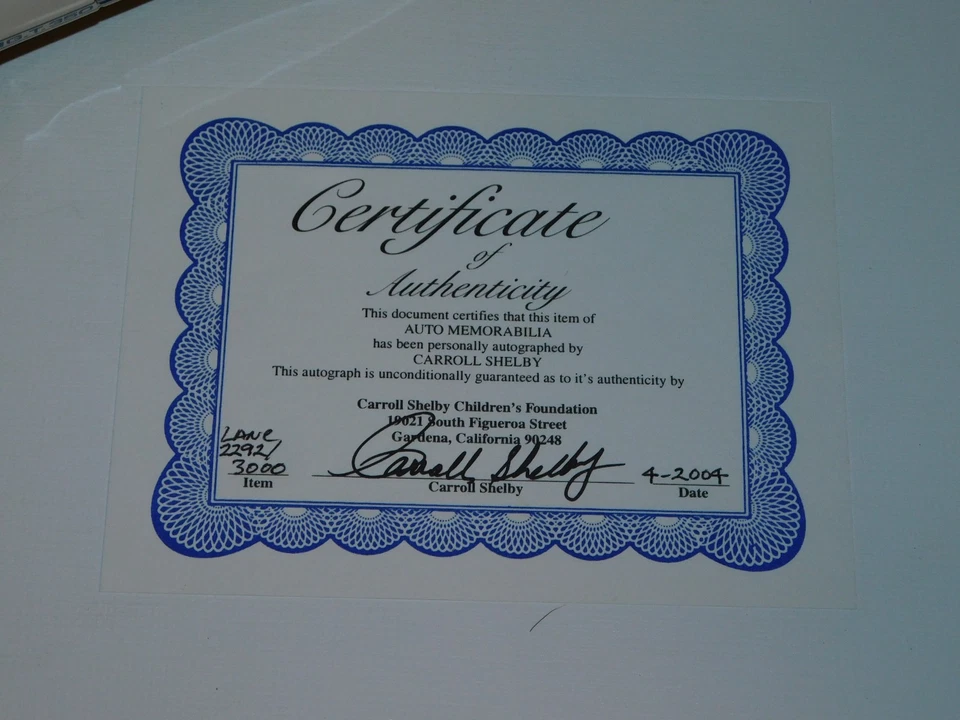 G.T. 350
Certificate
of
Authenticity
This document certifies that this item of
AUTO MEMORABILIA
has been personally autographed by
CARROLL SHELBY
This autograph is unconditionally guaranteed as to it's authenticity by
Carroll Shelby Children's Foundation
19021 South Figueroa Street
Gardena, California 90248
LANE
2292/
3000
Item
Carroll Shelby
Carroll Shelby
4-2004
Date